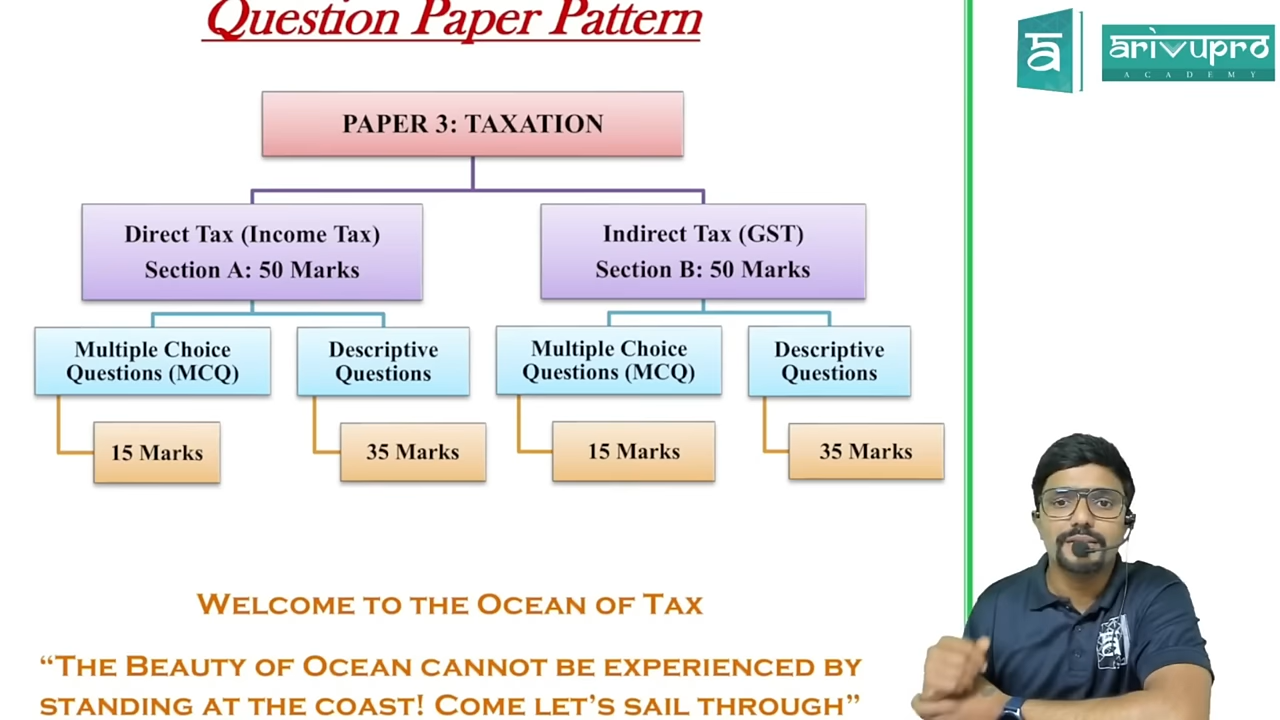 Question Paper Pattern
PAPER 3: TAXATION
Direct Tax (Income Tax)
Section A: 50 Marks
Indirect Tax (GST)
Section B: 50 Marks
Multiple Choice
Questions (MCQ)
Descriptive
Questions
Multiple Choice
Questions (MCQ)
Descriptive
Questions
15 Marks
35 Marks
15 Marks
35 Marks
WELCOME TO THE OCEAN OF TAX
“THE BEAUTY OF OCEAN CANNOT BE EXPERIENCED BY
STANDING AT THE COAST! COME LET’S SAIL THROUGH”
arivupro
ACADEMY